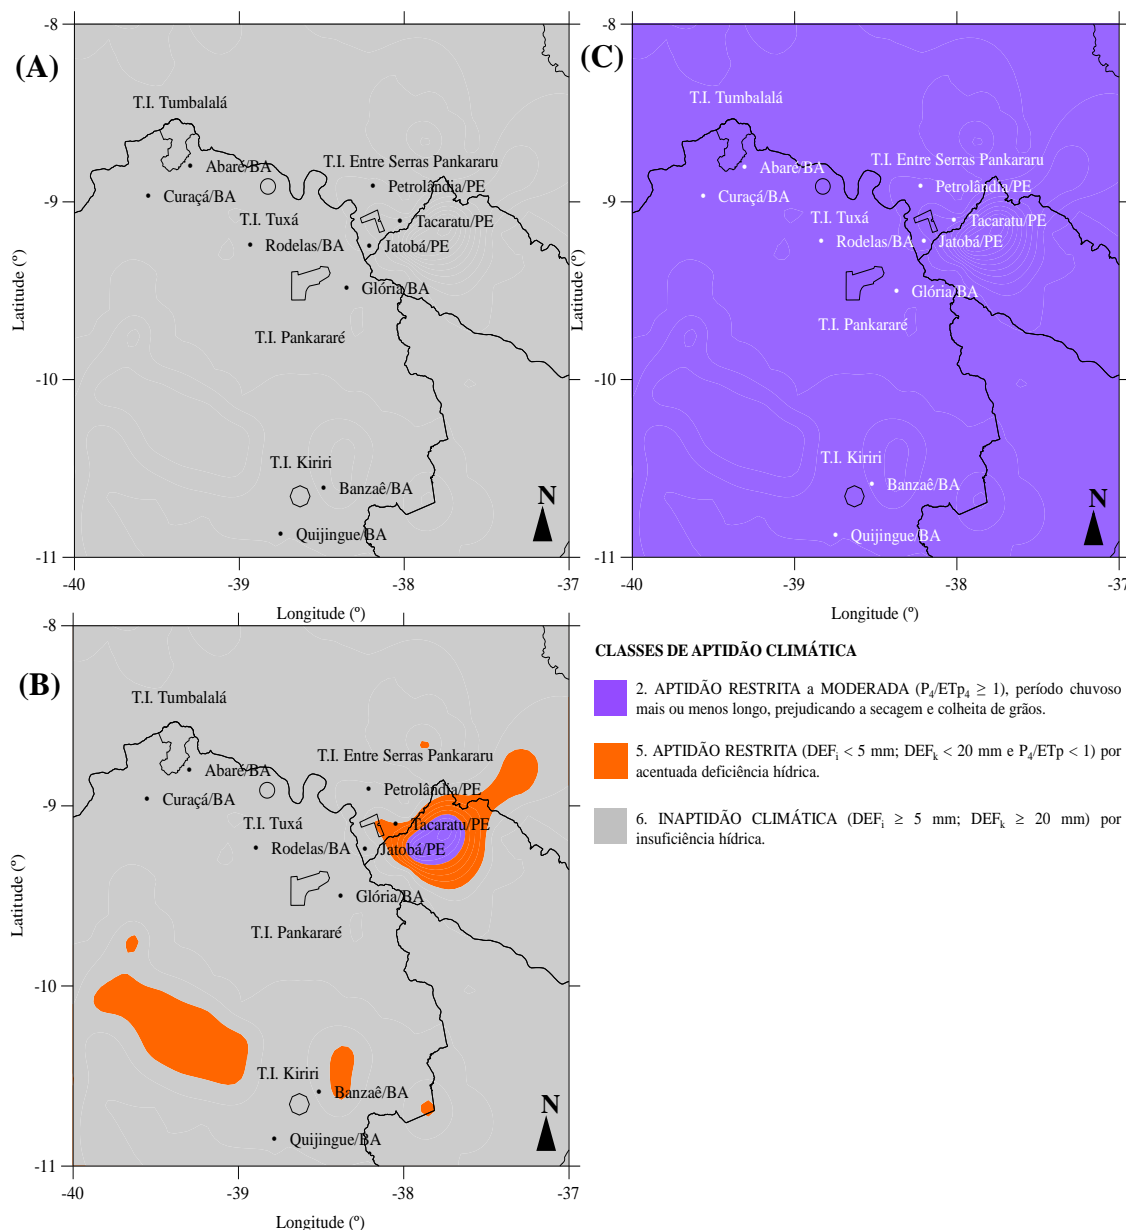 (A)
-8
-9
-10
-11
-40
-39
-38
-37
Latitude (º)
Longitude (º)
T.I. Tumbalalá
Abaré/BA
Curaçá/BA
T.I. Entre Serras Pankararu
Petrolândia/PE
T.I. Tuxá
Tacaratu/PE
Rodelas/BA
Jatobá/PE
Glória/BA
T.I. Pankararé
T.I. Kiriri
Banzaê/BA
Quijingue/BA
N
(C)
-8
-9
-10
-11
-40
-39
-38
-37
Latitude (º)
Longitude (º)
T.I. Tumbalalá
Abaré/BA
Curaçá/BA
T.I. Entre Serras Pankararu
Petrolândia/PE
T.I. Tuxá
Tacaratu/PE
Rodelas/BA
Jatobá/PE
Glória/BA
T.I. Pankararé
T.I. Kiriri
Banzaê/BA
Quijingue/BA
N
(B)
-8
-9
-10
-11
-40
-39
-38
-37
Latitude (º)
Longitude (º)
T.I. Tumbalalá
Abaré/BA
Curaçá/BA
T.I. Entre Serras Pankararu
Petrolândia/PE
T.I. Tuxá
Tacaratu/PE
Rodelas/BA
Jatobá/PE
Glória/BA
T.I. Pankararé
T.I. Kiriri
Banzaê/BA
Quijingue/BA
N
CLASSES DE APTIDÃO CLIMÁTICA
2. APTIDÃO RESTRITA a MODERADA (P₄/ETp₄ ≥ 1), período chuvoso
mais ou menos longo, prejudicando a secagem e colheita de grãos.
5. APTIDÃO RESTRITA (DEFᵢ < 5 mm; DEFₖ < 20 mm e P₄/ETp < 1) por
acentuada deficiência hídrica.
6. INAPTIDÃO CLIMÁTICA (DEFᵢ ≥ 5 mm; DEFₖ ≥ 20 mm) por
insuficiência hídrica.